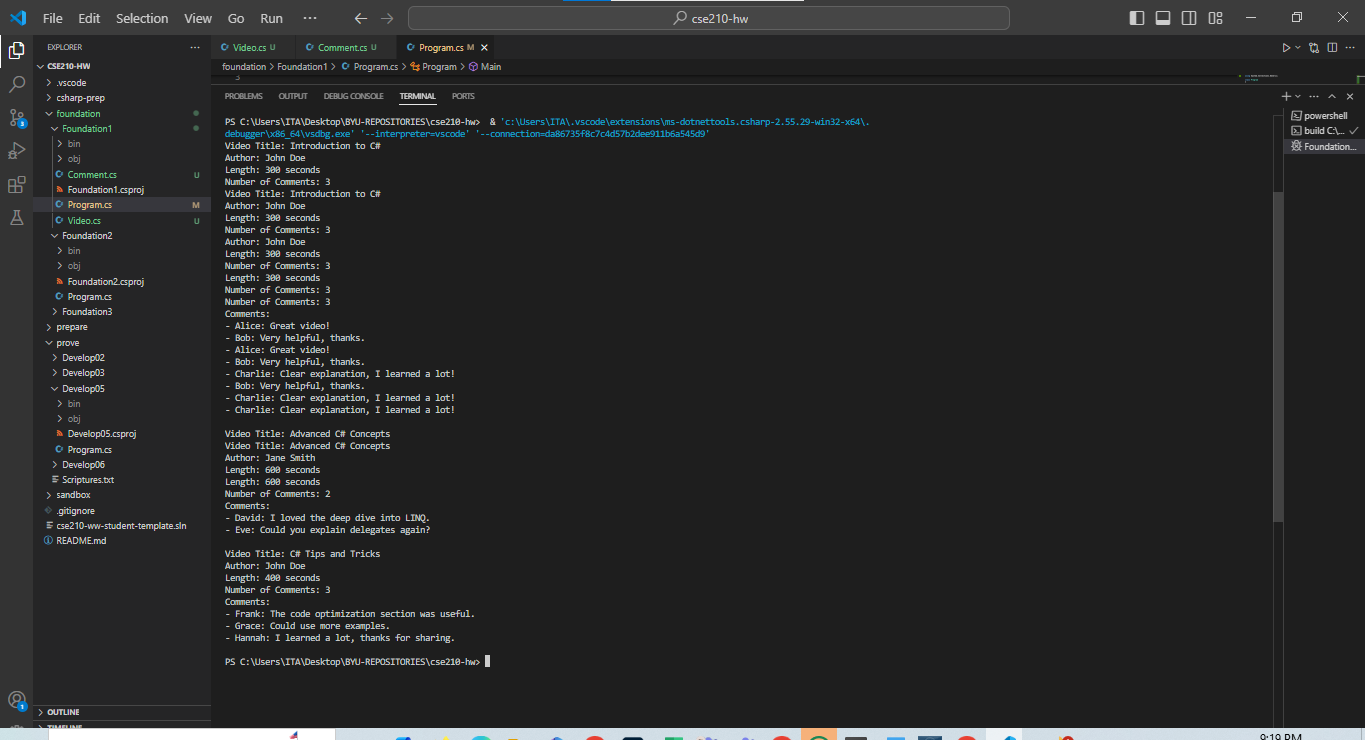 File Edit Selection View Go Run ··· cse210-hw
EXPLORER ···
CSE210-HW
.vscode
csharp-prep
foundation
Foundation1
bin
obj
Comment.cs U
Foundation1.csproj
Program.cs M
Video.cs U
Foundation2
bin
obj
Foundation2.csproj
Program.cs
Foundation3
prepare
prove
Develop02
Develop03
Develop05
bin
obj
Develop05.csproj
Program.cs
Develop06
Scriptures.txt
sandbox
.gitignore
cse210-ww-student-template.sln
README.md
OUTLINE
TIMELINE
Video.cs U Comment.cs U Program.cs M
foundation > Foundation1 > Program.cs > Program > Main
3
PROBLEMS OUTPUT DEBUG CONSOLE TERMINAL PORTS
PS C:\Users\ITA\Desktop\BYU-REPOSITORIES\cse210-hw> & 'c:\Users\ITA\.vscode\extensions\ms-dotnettools.csharp-2.55.29-win32-x64\.
debugger\x86_64\vsdbg.exe' '--interpreter=vscode' '--connection=da86735f8c7c4d57b2dee911b6a545d9'
Video Title: Introduction to C#
Author: John Doe
Length: 300 seconds
Number of Comments: 3
Video Title: Introduction to C#
Author: John Doe
Length: 300 seconds
Number of Comments: 3
Author: John Doe
Length: 300 seconds
Number of Comments: 3
Length: 300 seconds
Number of Comments: 3
Number of Comments: 3
Comments:
- Alice: Great video!
- Bob: Very helpful, thanks.
- Alice: Great video!
- Bob: Very helpful, thanks.
- Charlie: Clear explanation, I learned a lot!
- Bob: Very helpful, thanks.
- Charlie: Clear explanation, I learned a lot!
- Charlie: Clear explanation, I learned a lot!
Video Title: Advanced C# Concepts
Video Title: Advanced C# Concepts
Author: Jane Smith
Length: 600 seconds
Length: 600 seconds
Number of Comments: 2
Comments:
- David: I loved the deep dive into LINQ.
- Eve: Could you explain delegates again?
Video Title: C# Tips and Tricks
Author: John Doe
Length: 400 seconds
Number of Comments: 3
Comments:
- Frank: The code optimization section was useful.
- Grace: Could use more examples.
- Hannah: I learned a lot, thanks for sharing.
PS C:\Users\ITA\Desktop\BYU-REPOSITORIES\cse210-hw>
powershell
build C:\...
Foundation...
3
1
9:19 PM